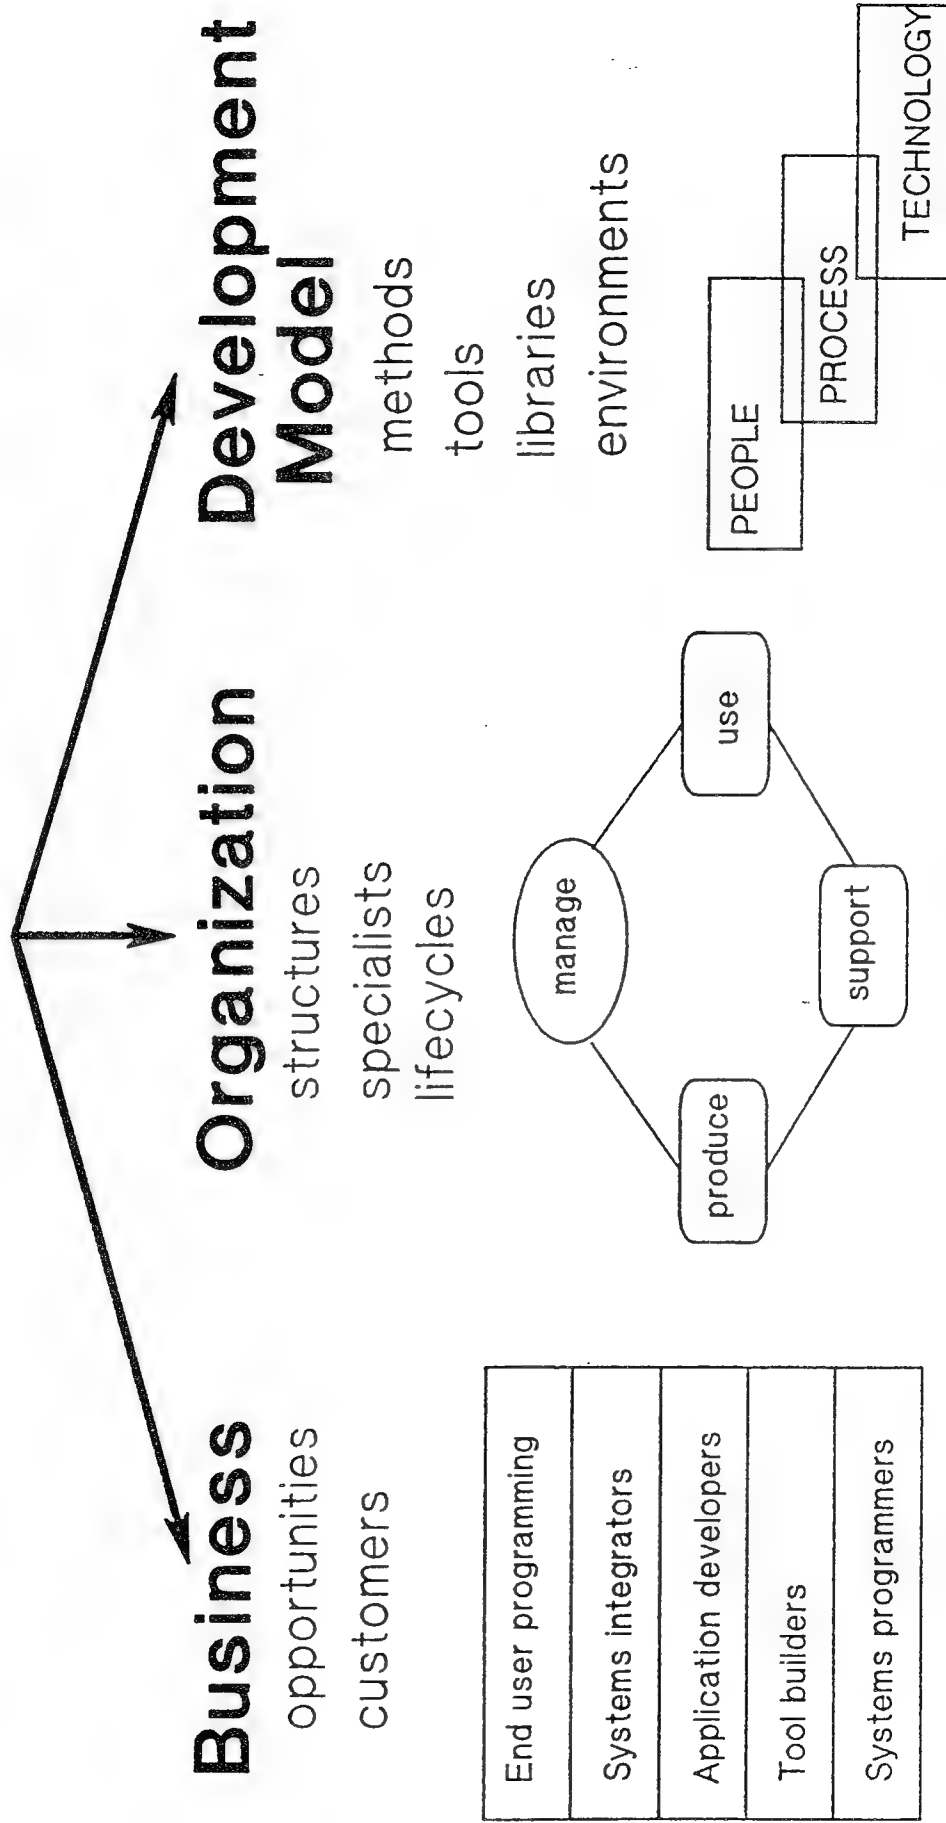 Business
opportunities
customers
End user programming
Systems integrators
Application developers
Tool builders
Systems programmers
Organization
structures
specialists
lifecycles
manage
produce
use
support
Development
Model
methods
tools
libraries
environments
PEOPLE
PROCESS
TECHNOLOGY